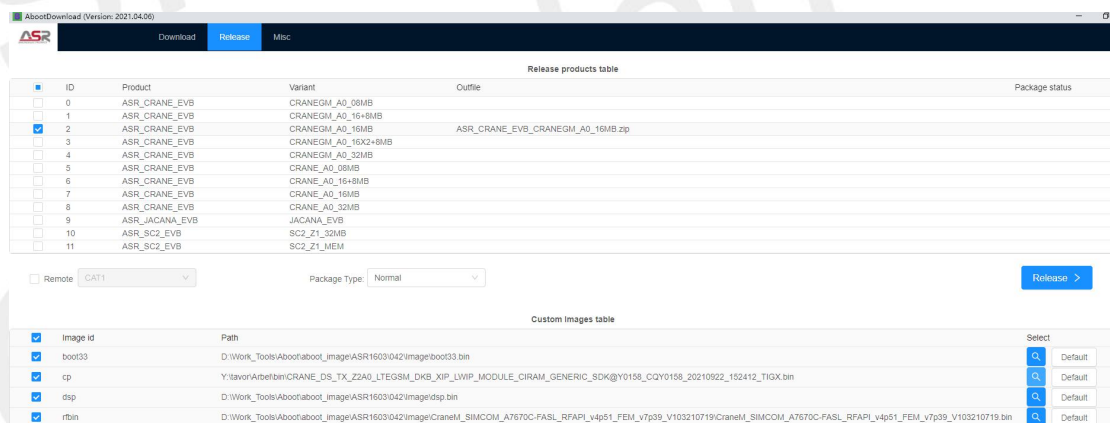 AbootDownload (Version: 2021.04.06)
ASR Download Release Misc
Release products table
ID Product Variant Outfile Package status
0 ASR_CRANE_EVB CRANEGM_A0_08MB
1 ASR_CRANE_EVB CRANEGM_A0_16+8MB
2 ASR_CRANE_EVB CRANEGM_A0_16MB ASR_CRANE_EVB_CRANEGM_A0_16MB.zip
3 ASR_CRANE_EVB CRANEGM_A0_16X2+8MB
4 ASR_CRANE_EVB CRANEGM_A0_32MB
5 ASR_CRANE_EVB CRANE_A0_08MB
6 ASR_CRANE_EVB CRANE_A0_16+8MB
7 ASR_CRANE_EVB CRANE_A0_16MB
8 ASR_CRANE_EVB CRANE_A0_32MB
9 ASR_JACANA_EVB JACANA_EVB
10 ASR_SC2_EVB SC2_Z1_32MB
11 ASR_SC2_EVB SC2_Z1_MEM
Remote CAT1 Package Type: Normal Release >
Custom Images table
Image id Path Select
boot33 D:\Work_Tools\Aboot\aboot_image\ASR1603\042\Image\boot33.bin Default
cp Y:\tavor\Arbel\bin\CRANE_DS_TX_Z2A0_LTEGSM_DKB_XIP_LWIP_MODULE_CIRAM_GENERIC_SDK@Y0158_CQY0158_20210922_152412_TIGX.bin Default
dsp D:\Work_Tools\Aboot\aboot_image\ASR1603\042\Image\dsp.bin Default
rfbin D:\Work_Tools\Aboot\aboot_image\ASR1603\042\Image\CraneM_SIMCOM_A7670C-FASL_RFAPI_v4p51_FEM_v7p39_V103210719\CraneM_SIMCOM_A7670C-FASL_RFAPI_v4p51_FEM_v7p39_V103210719.bin Default